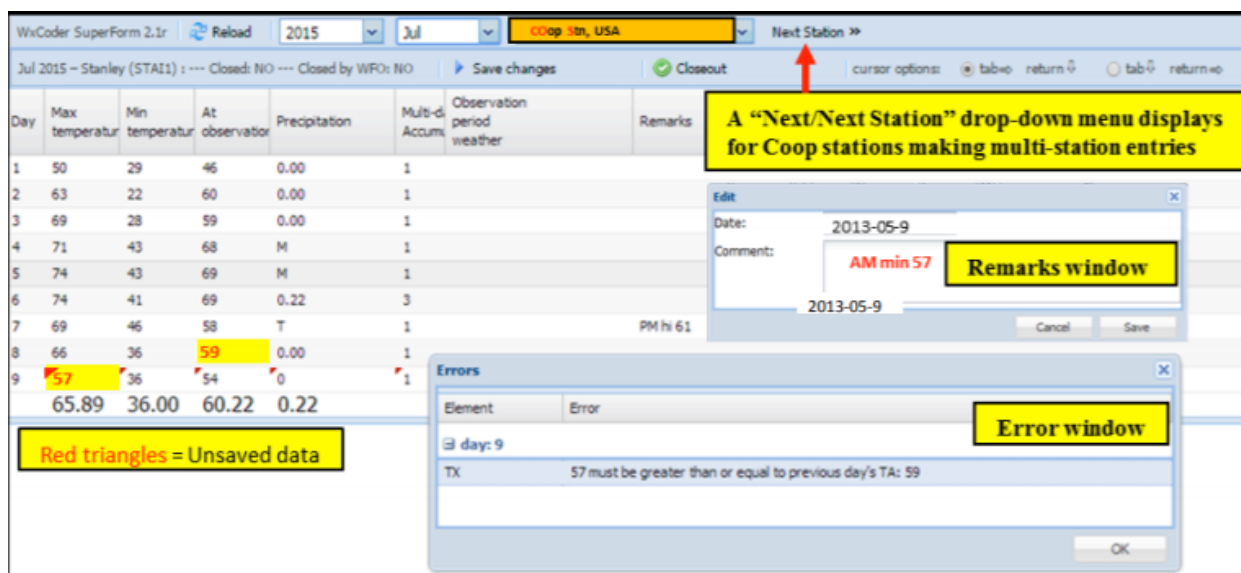 WxCoder SuperForm 2.1r Reload 2015 Jul COop Stn, USA Next Station »
Jul 2015 – Stanley (STAI1) : --- Closed: NO --- Closed by WFO: NO Save changes Closeout cursor options: tab⇨ return⇩ tab⇩ return⇨
Day Max temperatur Min temperatur At observation Precipitation Multi-da Accumu Observation period weather Remarks
A “Next/Next Station” drop-down menu displays
for Coop stations making multi-station entries
1 50 29 46 0.00 1
2 63 22 60 0.00 1
3 69 28 59 0.00 1
4 71 43 68 M 1
5 74 43 69 M 1
6 74 41 69 0.22 3
7 69 46 58 T 1 PM hi 61
8 66 36 59 0.00 1
9 57 36 54 0 1
65.89 36.00 60.22 0.22
Red triangles = Unsaved data
Edit
Date: 2013-05-9
Comment: AM min 57
Remarks window
2013-05-9
Cancel Save
Errors
Element Error
Error window
day: 9
TX 57 must be greater than or equal to previous day's TA: 59
OK